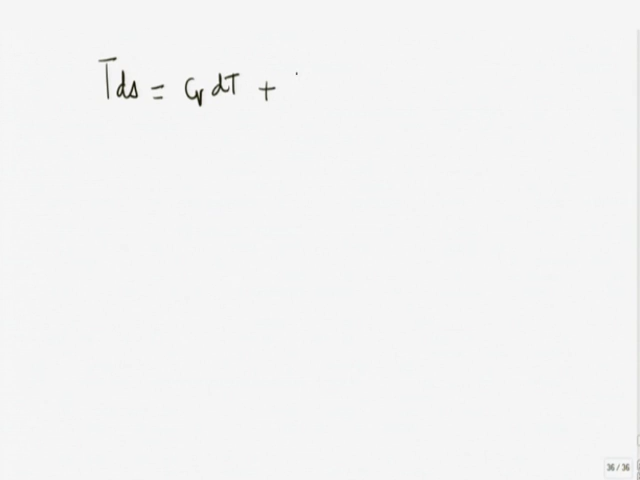 Tds = Cv dT +
36 / 36